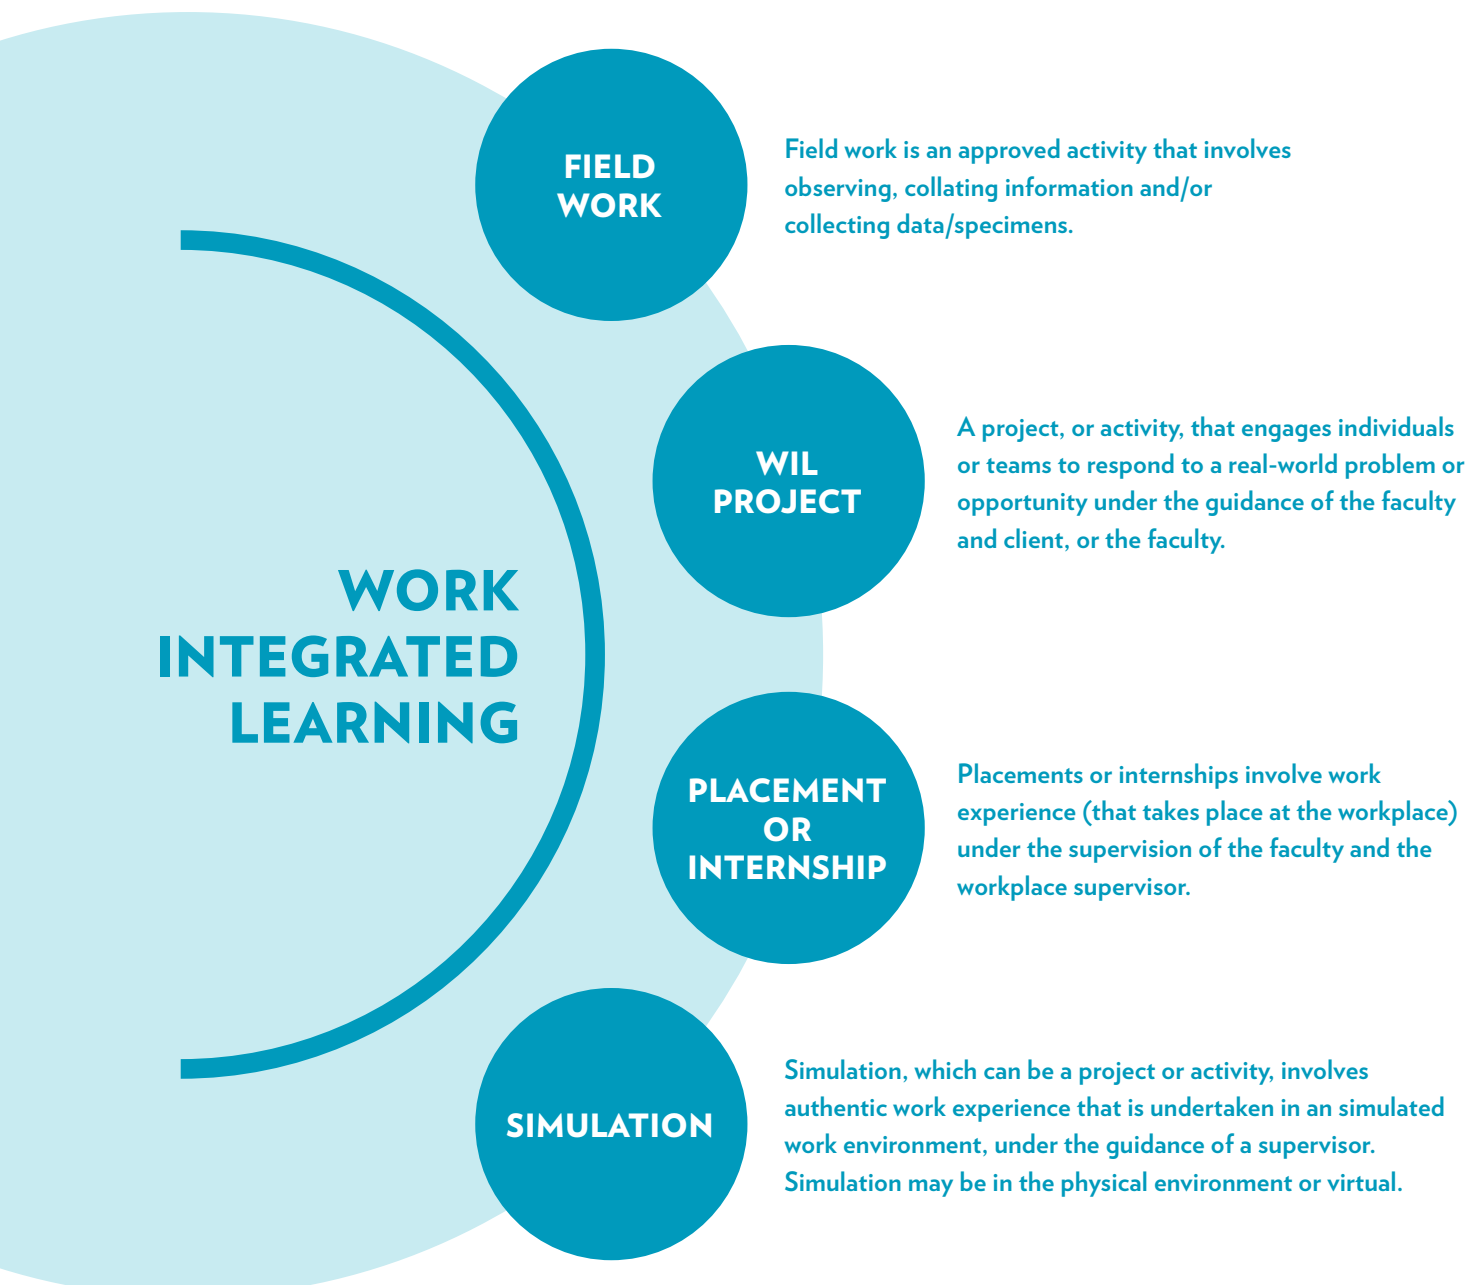 FIELD
WORK
Field work is an approved activity that involves
observing, collating information and/or
collecting data/specimens.
WIL
PROJECT
A project, or activity, that engages individuals
or teams to respond to a real-world problem or
opportunity under the guidance of the faculty
and client, or the faculty.
WORK
INTEGRATED
LEARNING
PLACEMENT
OR
INTERNSHIP
Placements or internships involve work
experience (that takes place at the workplace)
under the supervision of the faculty and the
workplace supervisor.
SIMULATION
Simulation, which can be a project or activity, involves
authentic work experience that is undertaken in an simulated
work environment, under the guidance of a supervisor.
Simulation may be in the physical environment or virtual.